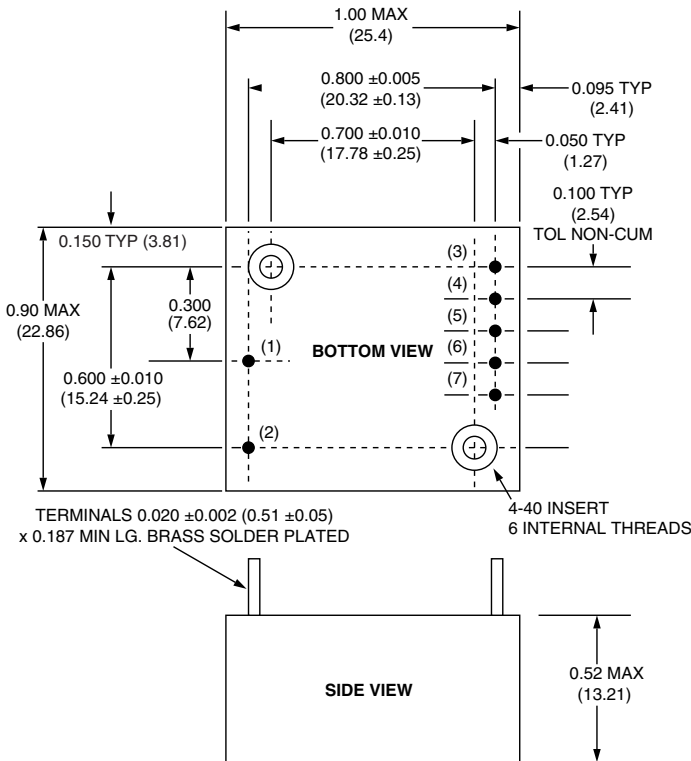 1.00 MAX
(25.4)
0.800 ±0.005
(20.32 ±0.13)
0.095 TYP
(2.41)
0.700 ±0.010
(17.78 ±0.25)
0.050 TYP
(1.27)
0.100 TYP
(2.54)
TOL NON-CUM
0.150 TYP (3.81)
0.90 MAX
(22.86)
0.300
(7.62)
0.600 ±0.010
(15.24 ±0.25)
(1)
(2)
BOTTOM VIEW
(3)
(4)
(5)
(6)
(7)
4-40 INSERT
6 INTERNAL THREADS
TERMINALS 0.020 ±0.002 (0.51 ±0.05)
x 0.187 MIN LG. BRASS SOLDER PLATED
SIDE VIEW
0.52 MAX
(13.21)